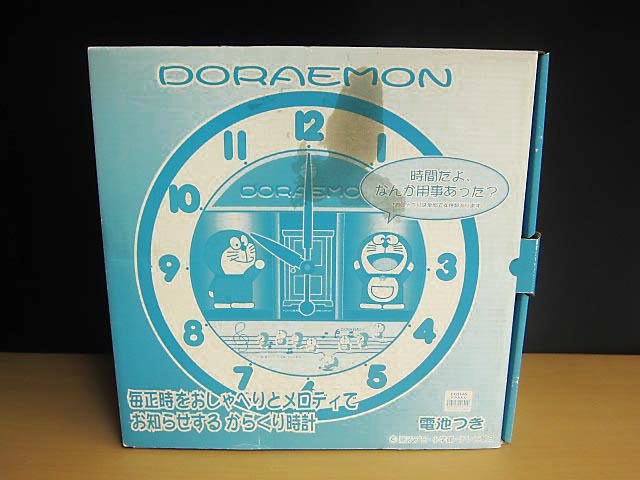 DORAEMON
12
11
1
10
DORAEMON
時間だよ、
なんか用事あった?
9
3
8
4
7
5
毎正時をおしゃべりとメロディで
お知らせする からくり時計
電池つき